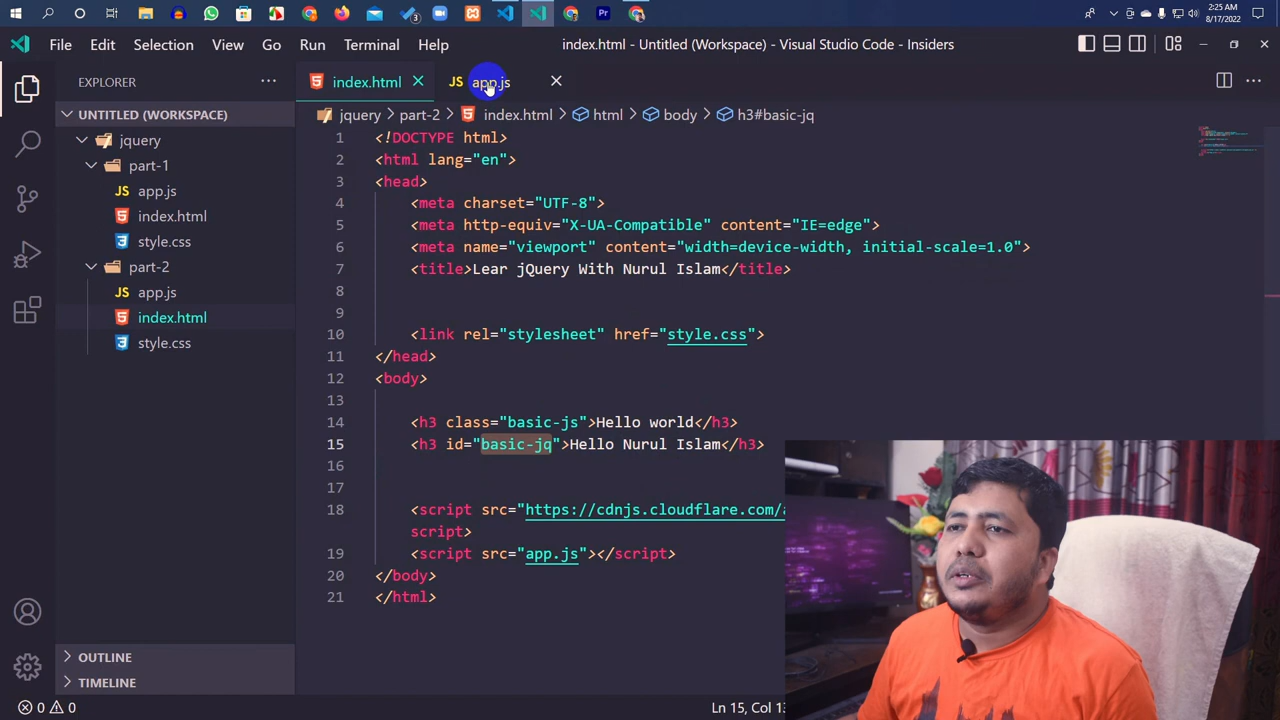 2:25 AM
8/17/2022
3
File Edit Selection View Go Run Terminal Help
index.html - Untitled (Workspace) - Visual Studio Code - Insiders
EXPLORER
index.html
JS app.js
UNTITLED (WORKSPACE)
jquery
part-1
JS app.js
index.html
style.css
part-2
JS app.js
index.html
style.css
OUTLINE
TIMELINE
jquery > part-2 > index.html > html > body > h3#basic-jq
1 <!DOCTYPE html>
2 <html lang="en">
3 <head>
4 <meta charset="UTF-8">
5 <meta http-equiv="X-UA-Compatible" content="IE=edge">
6 <meta name="viewport" content="width=device-width, initial-scale=1.0">
7 <title>Lear jQuery With Nurul Islam</title>
8
9
10 <link rel="stylesheet" href="style.css">
11 </head>
12 <body>
13
14 <h3 class="basic-js">Hello world</h3>
15 <h3 id="basic-jq">Hello Nurul Islam</h3>
16
17
18 <script src="https://cdnjs.cloudflare.com/
script>
19 <script src="app.js"></script>
20 </body>
21 </html>
0 0
Ln 15, Col